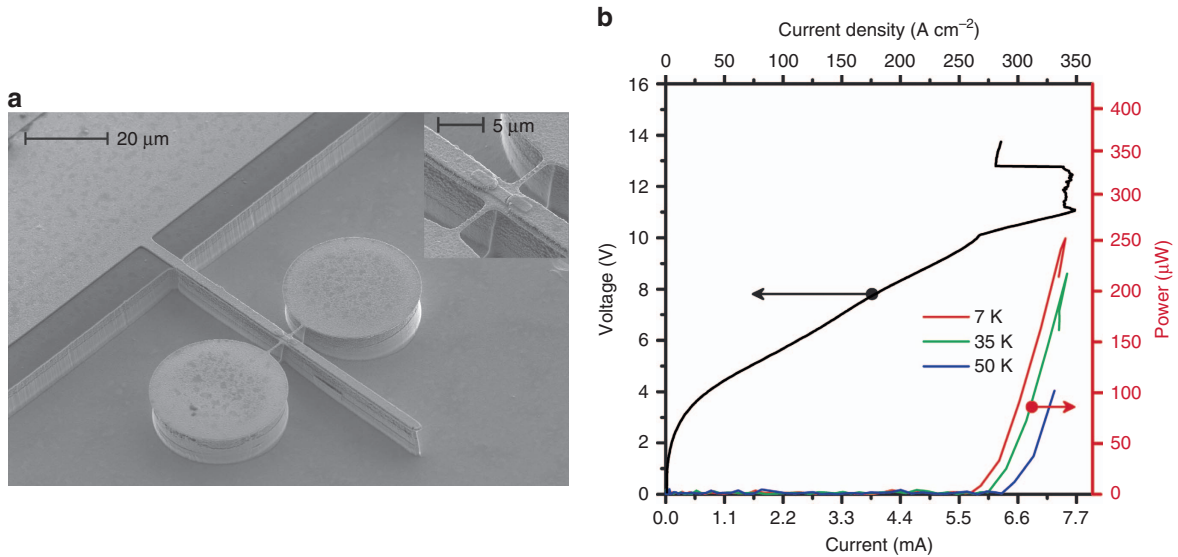 a
20 μm
5 μm
b
Current density (A cm⁻²)
0 50 100 150 200 250 300 350
16
14
12
10
8
6
4
2
0
Voltage (V)
400
350
300
250
200
150
100
50
0
Power (μW)
7 K
35 K
50 K
0.0 1.1 2.2 3.3 4.4 5.5 6.6 7.7
Current (mA)